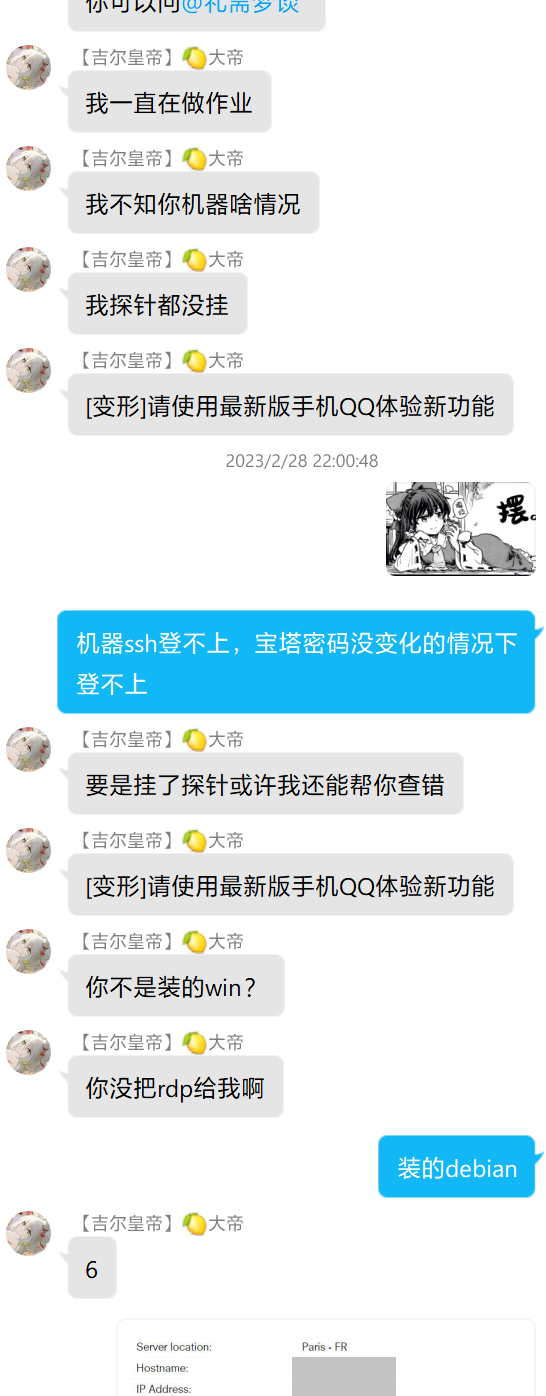 你可以问@礼需梦谈
【吉尔皇帝】🍋大帝
我一直在做作业
【吉尔皇帝】🍋大帝
我不知你机器啥情况
【吉尔皇帝】🍋大帝
我探针都没挂
【吉尔皇帝】🍋大帝
[变形]请使用最新版手机QQ体验新功能
2023/2/28 22:00:48
摆。
机器ssh登不上，宝塔密码没变化的情况下
登不上
【吉尔皇帝】🍋大帝
要是挂了探针或许我还能帮你查错
【吉尔皇帝】🍋大帝
[变形]请使用最新版手机QQ体验新功能
【吉尔皇帝】🍋大帝
你不是装的win？
【吉尔皇帝】🍋大帝
你没把rdp给我啊
装的debian
【吉尔皇帝】🍋大帝
6
Server location: Paris - FR
Hostname:
IP Address: